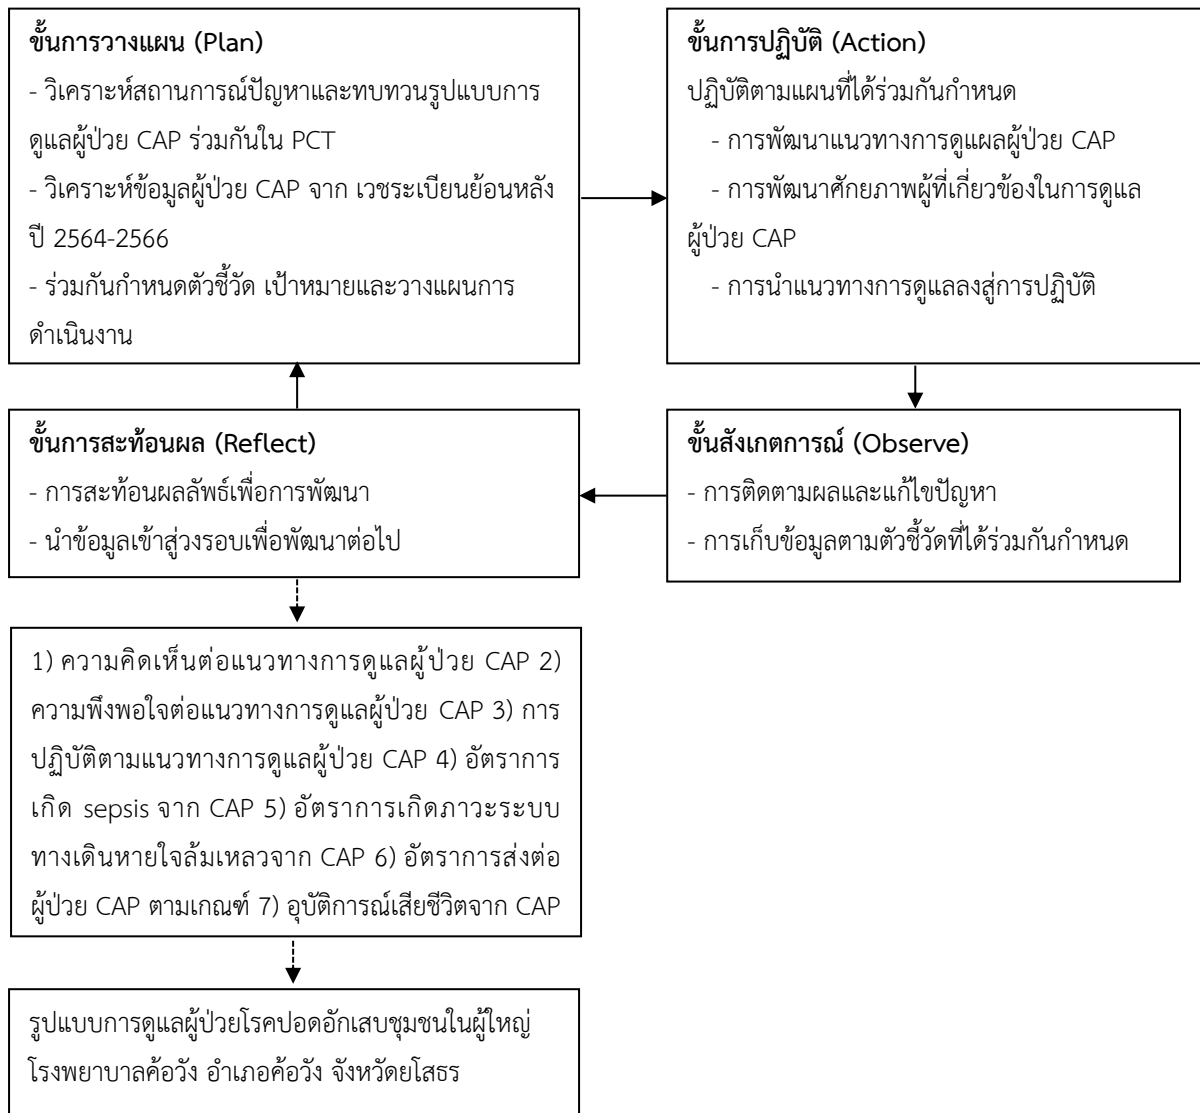 ขั้นการวางแผน (Plan)
- วิเคราะห์สถานการณ์ปัญหาและทบทวนรูปแบบการ
ดูแลผู้ป่วย CAP ร่วมกันใน PCT
- วิเคราะห์ข้อมูลผู้ป่วย CAP จาก เวชระเบียนย้อนหลัง
ปี 2564-2566
- ร่วมกันกำหนดตัวชี้วัด เป้าหมายและวางแผนการ
ดำเนินงาน
ขั้นการปฏิบัติ (Action)
ปฏิบัติตามแผนที่ได้ร่วมกันกำหนด
- การพัฒนาแนวทางการดูแผลผู้ป่วย CAP
- การพัฒนาศักยภาพผู้ที่เกี่ยวข้องในการดูแล
ผู้ป่วย CAP
- การนำแนวทางการดูแลลงสู่การปฏิบัติ
ขั้นสังเกตการณ์ (Observe)
- การติดตามผลและแก้ไขปัญหา
- การเก็บข้อมูลตามตัวชี้วัดที่ได้ร่วมกันกำหนด
ขั้นการสะท้อนผล (Reflect)
- การสะท้อนผลลัพธ์เพื่อการพัฒนา
- นำข้อมูลเข้าสู่วงรอบเพื่อพัฒนาต่อไป
1) ความคิดเห็นต่อแนวทางการดูแลผู้ป่วย CAP 2)
ความพึงพอใจต่อแนวทางการดูแลผู้ป่วย CAP 3) การ
ปฏิบัติตามแนวทางการดูแลผู้ป่วย CAP 4) อัตราการ
เกิด sepsis จาก CAP 5) อัตราการเกิดภาวะระบบ
ทางเดินหายใจล้มเหลวจาก CAP 6) อัตราการส่งต่อ
ผู้ป่วย CAP ตามเกณฑ์ 7) อุบัติการณ์เสียชีวิตจาก CAP
รูปแบบการดูแลผู้ป่วยโรคปอดอักเสบชุมชนในผู้ใหญ่
โรงพยาบาลค้อวัง อำเภอค้อวัง จังหวัดยโสธร